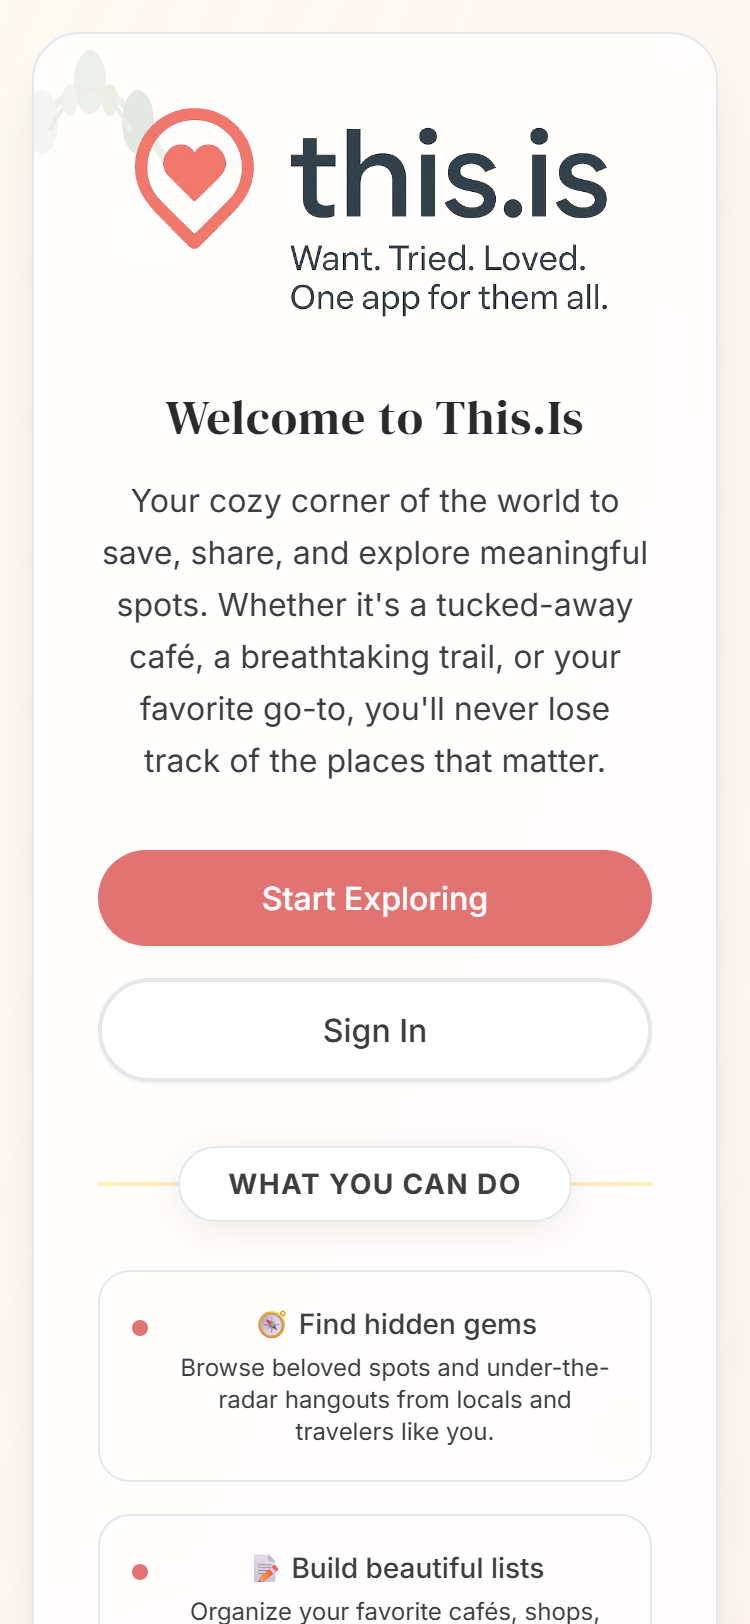 this.is
Want. Tried. Loved.
One app for them all.
Welcome to This.Is
Your cozy corner of the world to
save, share, and explore meaningful
spots. Whether it's a tucked-away
café, a breathtaking trail, or your
favorite go-to, you'll never lose
track of the places that matter.
Start Exploring
Sign In
WHAT YOU CAN DO
🧭 Find hidden gems
Browse beloved spots and under-the-
radar hangouts from locals and
travelers like you.
📝 Build beautiful lists
Organize your favorite cafés, shops,